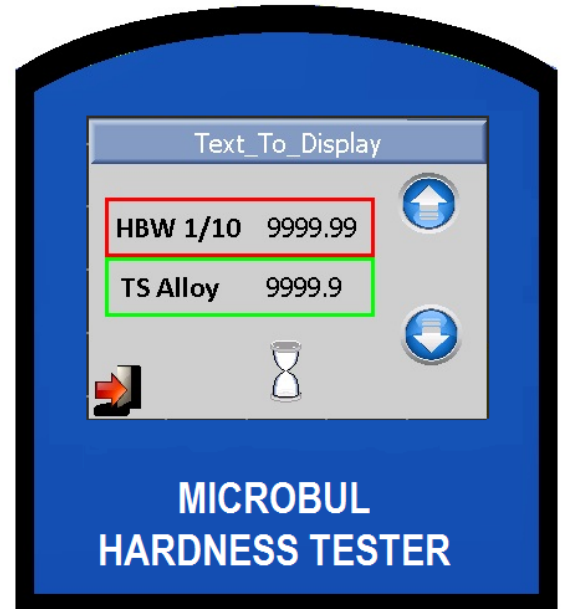 Text_To_Display
HBW 1/10 9999.99
TS Alloy 9999.9
MICROBUL
HARDNESS TESTER